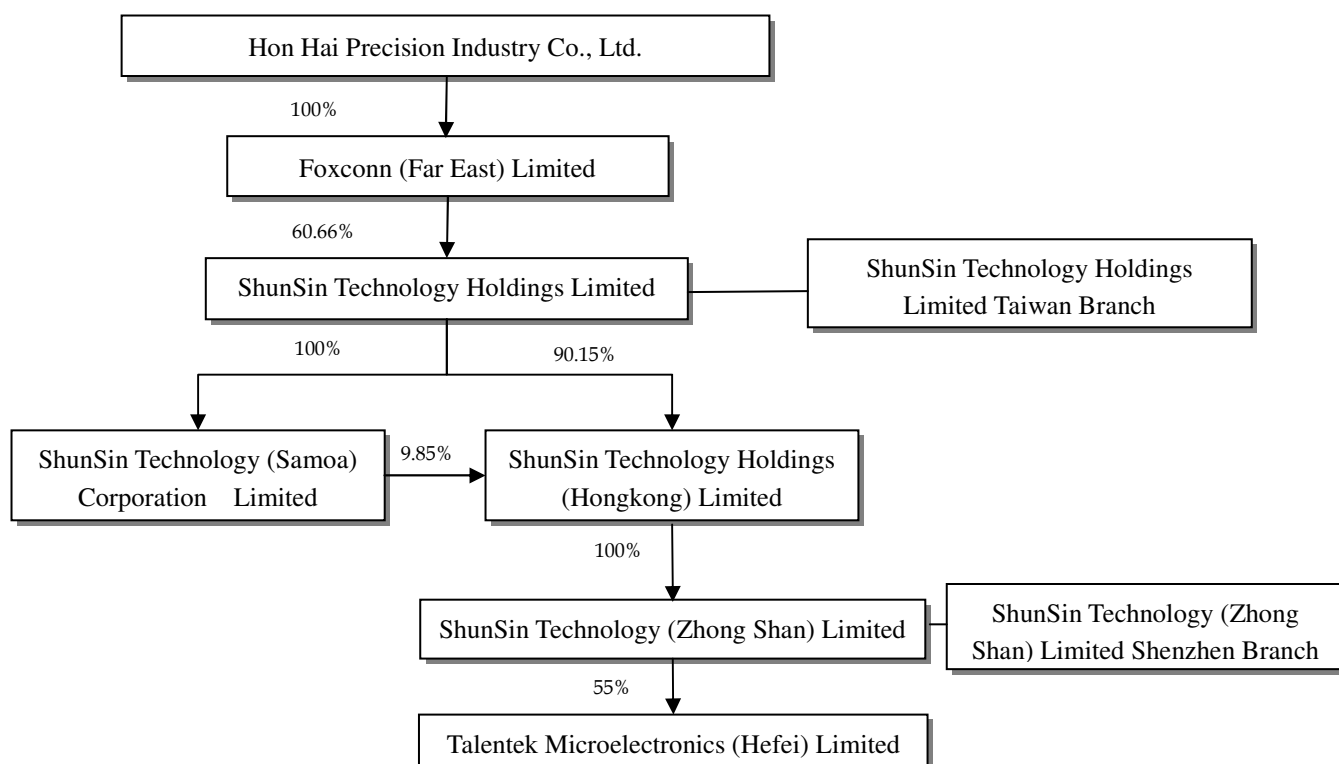 Hon Hai Precision Industry Co., Ltd.
100%
Foxconn (Far East) Limited
60.66%
ShunSin Technology Holdings Limited
ShunSin Technology Holdings
Limited Taiwan Branch
100%
90.15%
ShunSin Technology (Samoa)
Corporation Limited
9.85%
ShunSin Technology Holdings
(Hongkong) Limited
100%
ShunSin Technology (Zhong Shan) Limited
ShunSin Technology (Zhong
Shan) Limited Shenzhen Branch
55%
Talentek Microelectronics (Hefei) Limited